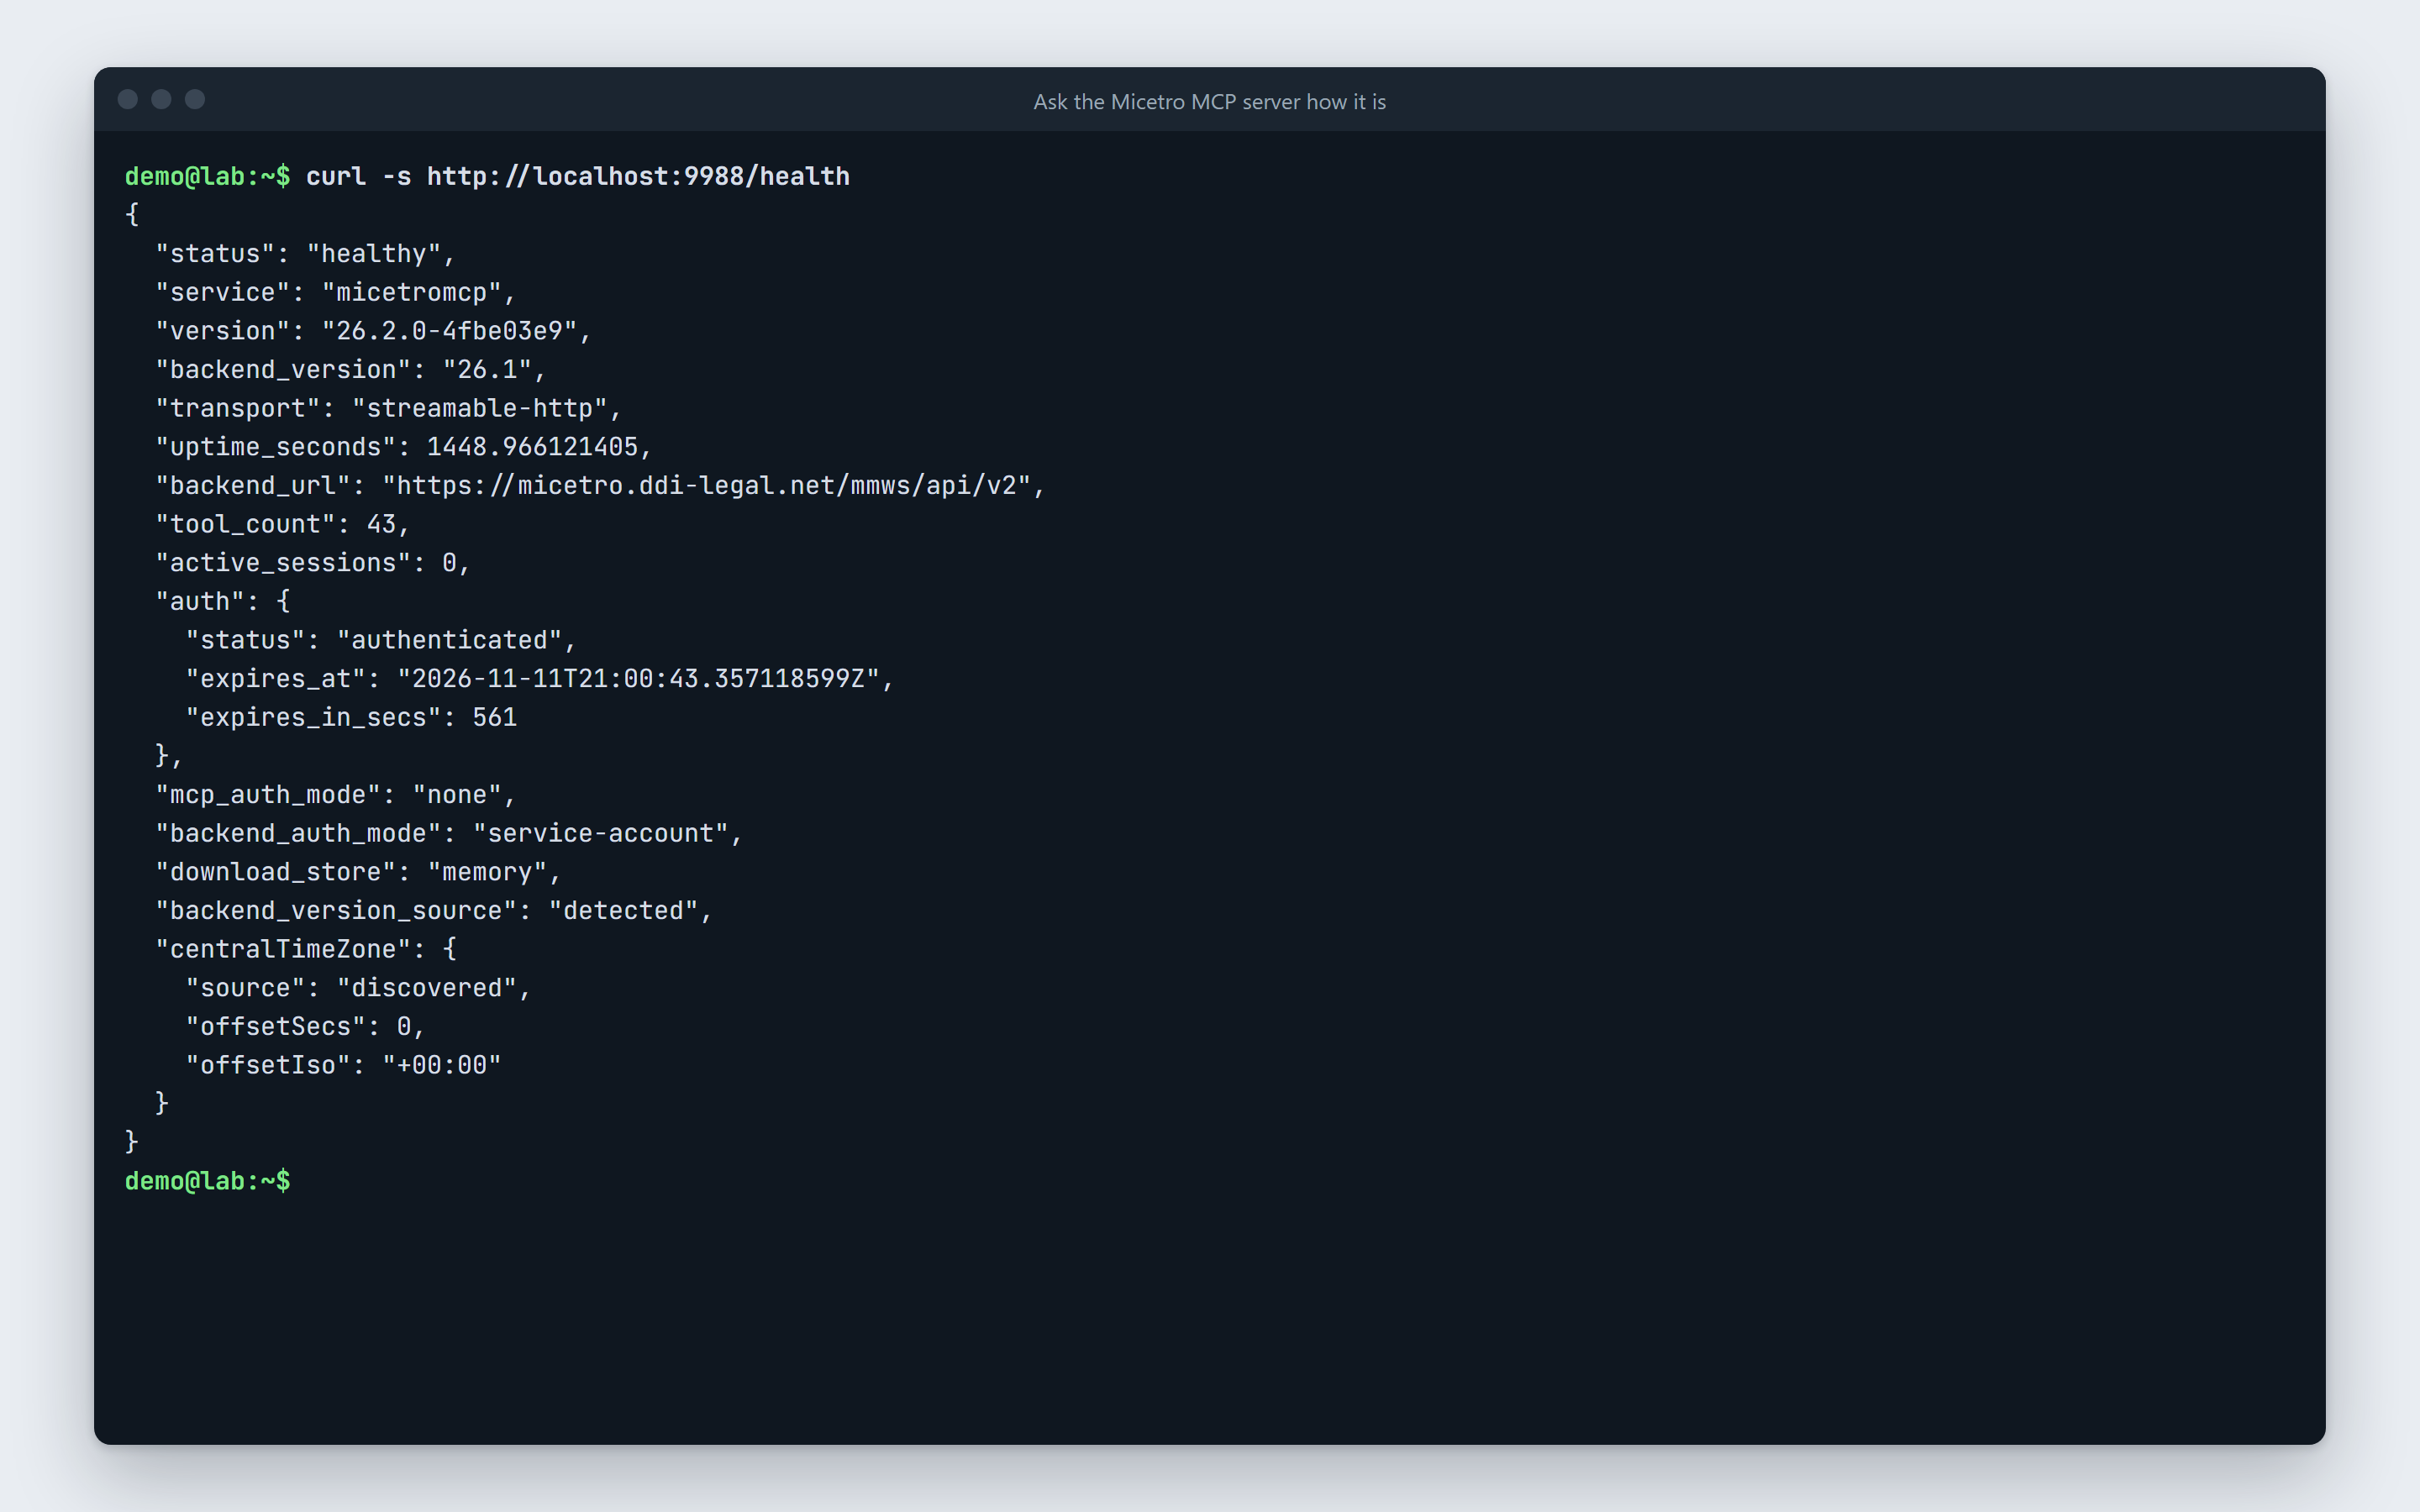 Ask the Micetro MCP server how it is
demo@lab:~$ curl -s http://localhost:9988/health
{
  "status": "healthy",
  "service": "micetromcp",
  "version": "26.2.0-4fbe03e9",
  "backend_version": "26.1",
  "transport": "streamable-http",
  "uptime_seconds": 1448.966121405,
  "backend_url": "https://micetro.ddi-legal.net/mmws/api/v2",
  "tool_count": 43,
  "active_sessions": 0,
  "auth": {
    "status": "authenticated",
    "expires_at": "2026-11-11T21:00:43.357118599Z",
    "expires_in_secs": 561
  },
  "mcp_auth_mode": "none",
  "backend_auth_mode": "service-account",
  "download_store": "memory",
  "backend_version_source": "detected",
  "centralTimeZone": {
    "source": "discovered",
    "offsetSecs": 0,
    "offsetIso": "+00:00"
  }
}
demo@lab:~$